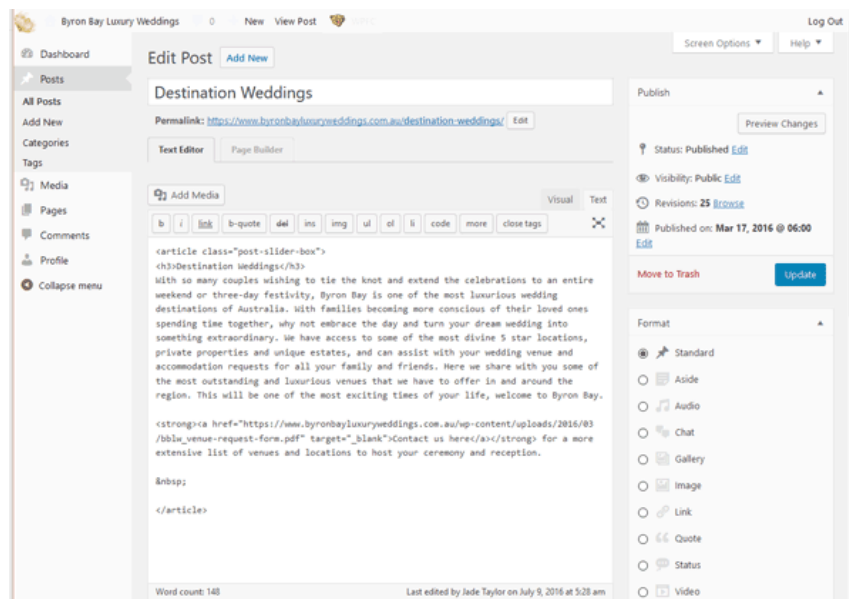 Byron Bay Luxury Weddings 0 New View Post Log Out
Screen Options Help
Dashboard
Posts
All Posts
Add New
Categories
Tags
Media
Pages
Comments
Profile
Collapse menu
Edit Post Add New
Destination Weddings
Permalink: https://www.byronbayluxuryweddings.com.au/destination-weddings/ Edit
Text Editor Page Builder
Add Media
Visual Text
b i link b-quote del ins img ul ol li code more close tags
<article class="post-slider-box">
<h3>Destination Weddings</h3>
With so many couples wishing to tie the knot and extend the celebrations to an entire
weekend or three-day festivity, Byron Bay is one of the most luxurious wedding
destinations of Australia. With families becoming more conscious of their loved ones
spending time together, why not embrace the day and turn your dream wedding into
something extraordinary. We have access to some of the most divine 5 star locations,
private properties and unique estates, and can assist with your wedding venue and
accommodation requests for all your family and friends. Here we share with you some of
the most outstanding and luxurious venues that we have to offer in and around the
region. This will be one of the most exciting times of your life, welcome to Byron Bay.
<strong><a href="https://www.byronbayluxuryweddings.com.au/wp-content/uploads/2016/03
/bblw_venue-request-form.pdf" target="_blank">Contact us here</a></strong> for a more
extensive list of venues and locations to host your ceremony and reception.
&nbsp;
</article>
Word count: 148 Last edited by Jade Taylor on July 9, 2016 at 5:28 am
Publish
Preview Changes
Status: Published Edit
Visibility: Public Edit
Revisions: 25 Browse
Published on: Mar 17, 2016 @ 06:00
Edit
Move to Trash Update
Format
Standard
Aside
Audio
Chat
Gallery
Image
Link
Quote
Status
Video